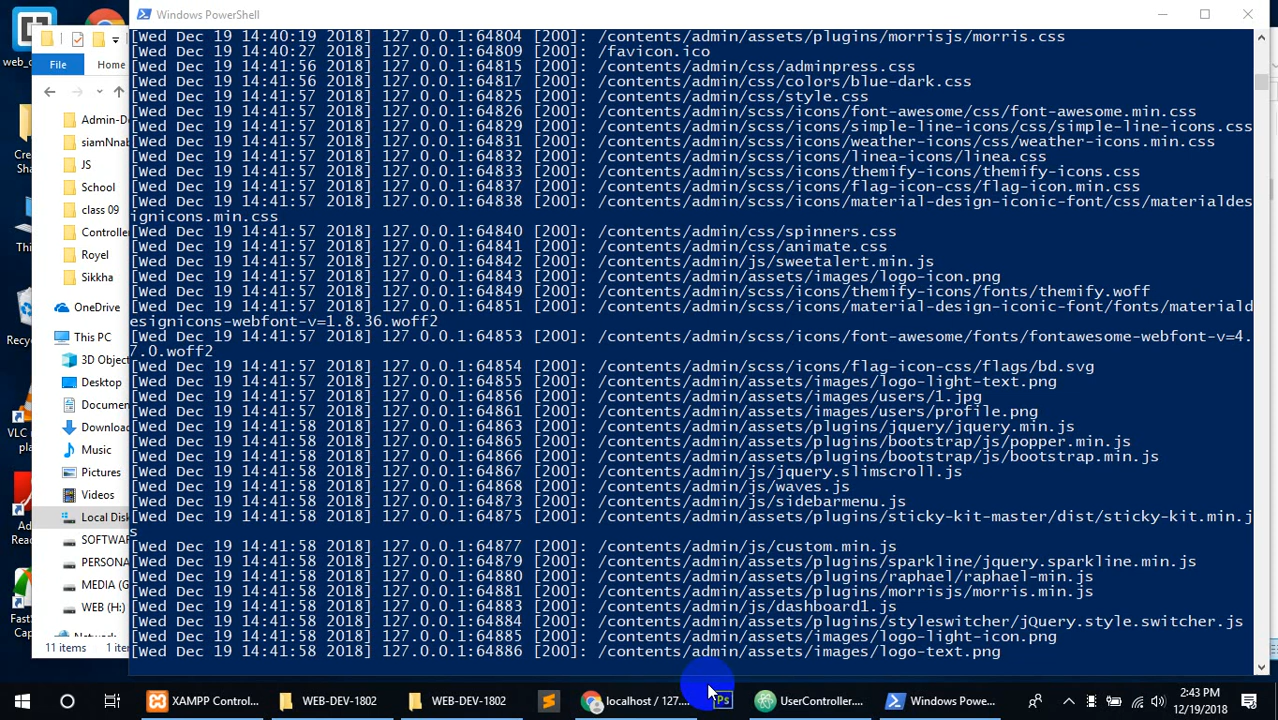 Windows PowerShell
web_d
File
Home
Admin-De
siamNnab
JS
School
class 09
Controller
Royel
Sikkha
OneDrive
This PC
3D Object
Desktop
Documen
Downloa
Music
Pictures
Videos
Local Disk
SOFTWAR
PERSONA
MEDIA (G
WEB (H:)
Network
11 items
1 ite
Cre
Sha
Thi
Recy
VLC
pla
Ad
Re
Fast
Cap
[Wed Dec 19 14:40:19 2018] 127.0.0.1:64804 [200]: /contents/admin/assets/plugins/morrisjs/morris.css
[Wed Dec 19 14:40:27 2018] 127.0.0.1:64809 [200]: /favicon.ico
[Wed Dec 19 14:41:56 2018] 127.0.0.1:64815 [200]: /contents/admin/css/adminpress.css
[Wed Dec 19 14:41:56 2018] 127.0.0.1:64820 [200]: /contents/admin/css/colors/blue-dark.css
[Wed Dec 19 14:41:57 2018] 127.0.0.1:64825 [200]: /contents/admin/css/style.css
[Wed Dec 19 14:41:57 2018] 127.0.0.1:64827 [200]: /contents/admin/scss/icons/font-awesome/css/font-awesome.min.css
[Wed Dec 19 14:41:57 2018] 127.0.0.1:64829 [200]: /contents/admin/scss/icons/simple-line-icons/css/simple-line-icons.css
[Wed Dec 19 14:41:57 2018] 127.0.0.1:64831 [200]: /contents/admin/scss/icons/weather-icons/css/weather-icons.min.css
[Wed Dec 19 14:41:57 2018] 127.0.0.1:64832 [200]: /contents/admin/scss/icons/linea-icons/linea.css
[Wed Dec 19 14:41:57 2018] 127.0.0.1:64833 [200]: /contents/admin/scss/icons/themify-icons/themify-icons.css
[Wed Dec 19 14:41:57 2018] 127.0.0.1:64835 [200]: /contents/admin/scss/icons/flag-icon-css/flag-icon.min.css
[Wed Dec 19 14:41:57 2018] 127.0.0.1:64838 [200]: /contents/admin/scss/icons/material-design-iconic-font/css/materialdes
ignicons.min.css
[Wed Dec 19 14:41:57 2018] 127.0.0.1:64840 [200]: /contents/admin/css/spinners.css
[Wed Dec 19 14:41:57 2018] 127.0.0.1:64841 [200]: /contents/admin/css/animate.css
[Wed Dec 19 14:41:57 2018] 127.0.0.1:64842 [200]: /contents/admin/js/sweetalert.min.js
[Wed Dec 19 14:41:57 2018] 127.0.0.1:64847 [200]: /contents/admin/assets/images/logo-icon.png
[Wed Dec 19 14:41:57 2018] 127.0.0.1:64849 [200]: /contents/admin/scss/icons/themify-icons/fonts/themify.woff
[Wed Dec 19 14:41:57 2018] 127.0.0.1:64851 [200]: /contents/admin/scss/icons/material-design-iconic-font/fonts/materiald
esignicons-webfont-v=1.8.36.woff2
[Wed Dec 19 14:41:57 2018] 127.0.0.1:64853 [200]: /contents/admin/scss/icons/font-awesome/fonts/fontawesome-webfont-v=4.
7.0.woff2
[Wed Dec 19 14:41:57 2018] 127.0.0.1:64854 [200]: /contents/admin/scss/icons/flag-icon-css/flags/bd.svg
[Wed Dec 19 14:41:57 2018] 127.0.0.1:64855 [200]: /contents/admin/assets/images/logo-light-text.png
[Wed Dec 19 14:41:57 2018] 127.0.0.1:64856 [200]: /contents/admin/assets/images/users/1.jpg
[Wed Dec 19 14:41:57 2018] 127.0.0.1:64861 [200]: /contents/admin/assets/images/users/profile.png
[Wed Dec 19 14:41:58 2018] 127.0.0.1:64863 [200]: /contents/admin/assets/plugins/jquery/jquery.min.js
[Wed Dec 19 14:41:58 2018] 127.0.0.1:64865 [200]: /contents/admin/assets/plugins/bootstrap/js/popper.min.js
[Wed Dec 19 14:41:58 2018] 127.0.0.1:64866 [200]: /contents/admin/assets/plugins/bootstrap/js/bootstrap.min.js
[Wed Dec 19 14:41:58 2018] 127.0.0.1:64867 [200]: /contents/admin/js/jquery.slimscroll.js
[Wed Dec 19 14:41:58 2018] 127.0.0.1:64868 [200]: /contents/admin/js/waves.js
[Wed Dec 19 14:41:58 2018] 127.0.0.1:64873 [200]: /contents/admin/js/sidebarmenu.js
[Wed Dec 19 14:41:58 2018] 127.0.0.1:64875 [200]: /contents/admin/assets/plugins/sticky-kit-master/dist/sticky-kit.min.j
s
[Wed Dec 19 14:41:58 2018] 127.0.0.1:64877 [200]: /contents/admin/js/custom.min.js
[Wed Dec 19 14:41:58 2018] 127.0.0.1:64879 [200]: /contents/admin/assets/plugins/sparkline/jquery.sparkline.min.js
[Wed Dec 19 14:41:58 2018] 127.0.0.1:64880 [200]: /contents/admin/assets/plugins/raphael/raphael-min.js
[Wed Dec 19 14:41:58 2018] 127.0.0.1:64881 [200]: /contents/admin/assets/plugins/morrisjs/morris.min.js
[Wed Dec 19 14:41:58 2018] 127.0.0.1:64882 [200]: /contents/admin/js/dashboard1.js
[Wed Dec 19 14:41:58 2018] 127.0.0.1:64884 [200]: /contents/admin/assets/plugins/styleswitcher/jQuery.style.switcher.js
[Wed Dec 19 14:41:58 2018] 127.0.0.1:64885 [200]: /contents/admin/assets/images/logo-light-icon.png
[Wed Dec 19 14:41:58 2018] 127.0.0.1:64886 [200]: /contents/admin/assets/images/logo-text.png
XAMPP Control...
WEB-DEV-1802
WEB-DEV-1802
localhost / 127....
Ps
UserController....
Windows Powe...
2:43 PM
12/19/2018